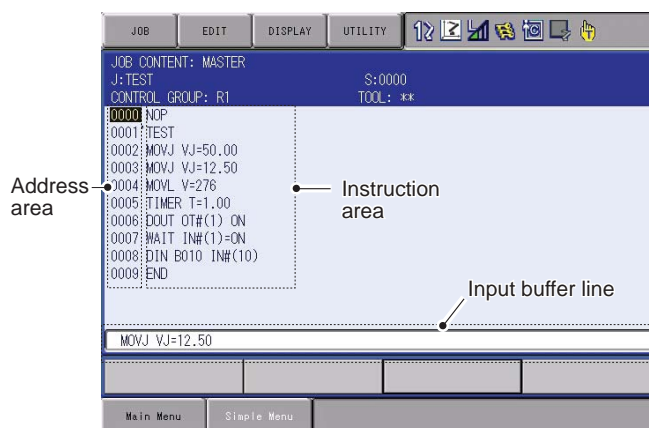 JOB EDIT DISPLAY UTILITY
JOB CONTENT: MASTER
J:TEST S:0000
CONTROL GROUP: R1 TOOL: **
0000 NOP
0001 'TEST
0002 MOVJ VJ=50.00
0003 MOVJ VJ=12.50
0004 MOVL V=276
0005 TIMER T=1.00
0006 DOUT OT#(1) ON
0007 WAIT IN#(1)=ON
0008 DIN B010 IN#(10)
0009 END
Address
area
Instruction
area
Input buffer line
MOVJ VJ=12.50
Main Menu Simple Menu